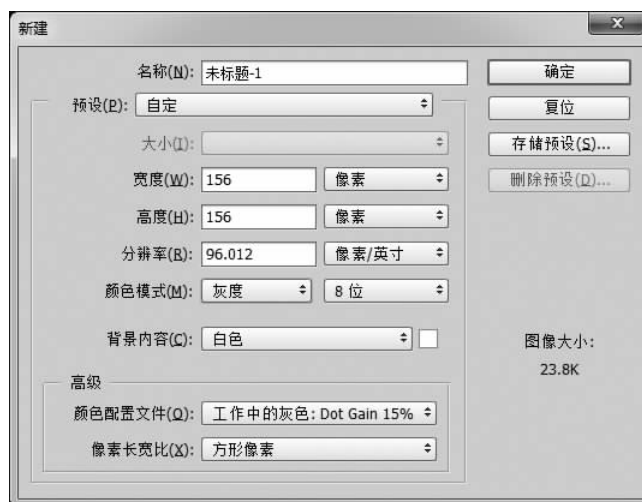 新建
名称(N): 未标题-1
确定
预设(P): 自定
复位
大小(I):
存储预设(S)...
宽度(W): 156 像素
删除预设(D)...
高度(H): 156 像素
分辨率(R): 96.012 像素/英寸
颜色模式(M): 灰度 8 位
背景内容(C): 白色
图像大小:
23.8K
高级
颜色配置文件(O): 工作中的灰色: Dot Gain 15%
像素长宽比(X): 方形像素